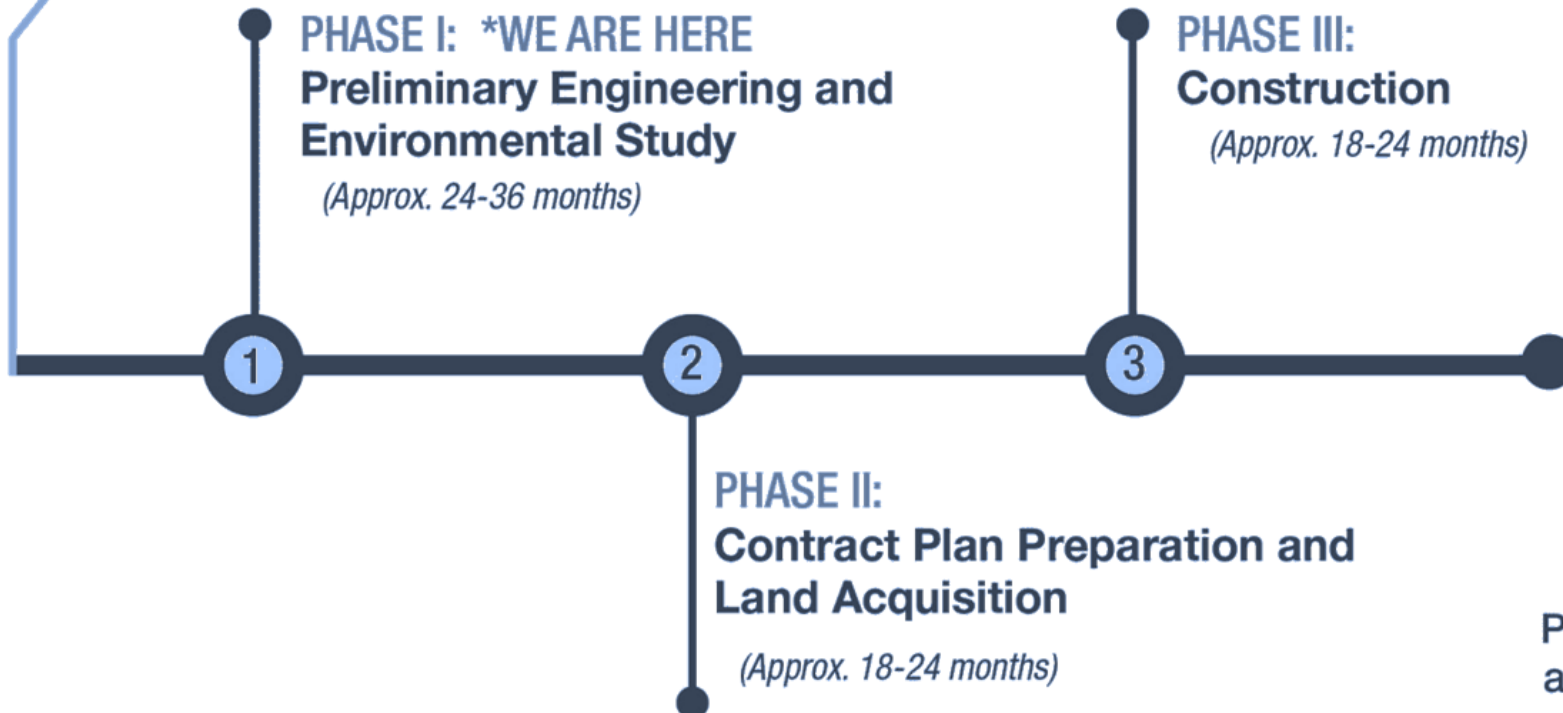 PHASE I: *WE ARE HERE
Preliminary Engineering and
Environmental Study
(Approx. 24-36 months)
PHASE III:
Construction
(Approx. 18-24 months)
1
2
3
PHASE II:
Contract Plan Preparation and
Land Acquisition
(Approx. 18-24 months)
P
a